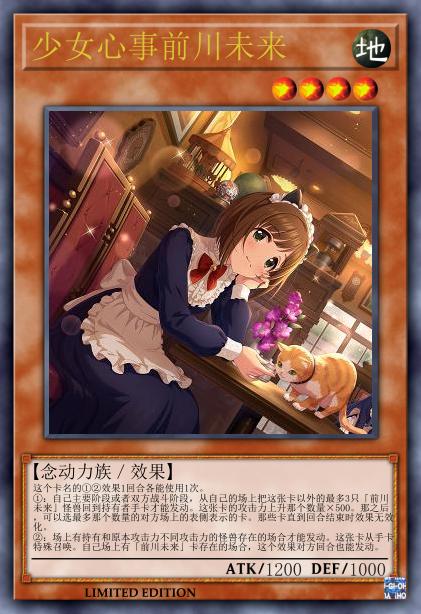 少女心事前川未来
地
【念动力族 / 效果】
这个卡名的①②效果1回合各能使用1次。
①：自己主要阶段或者双方战斗阶段，从自己的场上把这张卡以外的最多3只「前川
未来」怪兽回到持有者手卡才能发动。这张卡的攻击力上升那个数量×500。那之后
，可以选最多那个数量的对方场上的表侧表示的卡。那些卡直到回合结束时效果无效
化。
②：场上有持有和原本攻击力不同攻击力的怪兽存在的场合才能发动。这张卡从手卡
特殊召唤。自己场上有「前川未来」卡存在的场合，这个效果对方回合也能发动。
ATK/1200 DEF/1000
LIMITED EDITION